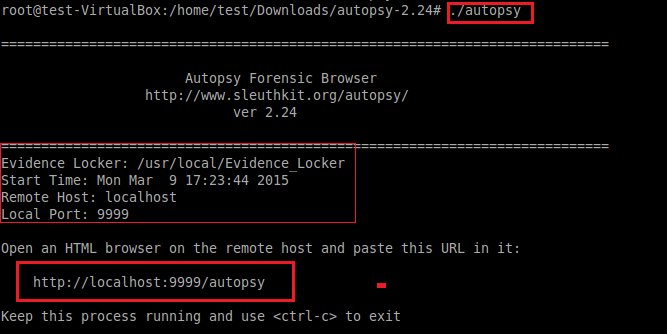 root@test-VirtualBox:/home/test/Downloads/autopsy-2.24# ./autopsy
============================================================================
Autopsy Forensic Browser
http://www.sleuthkit.org/autopsy/
ver 2.24
============================================================================
Evidence Locker: /usr/local/Evidence_Locker
Start Time: Mon Mar  9 17:23:44 2015
Remote Host: localhost
Local Port: 9999
Open an HTML browser on the remote host and paste this URL in it:
http://localhost:9999/autopsy
Keep this process running and use <ctrl-c> to exit